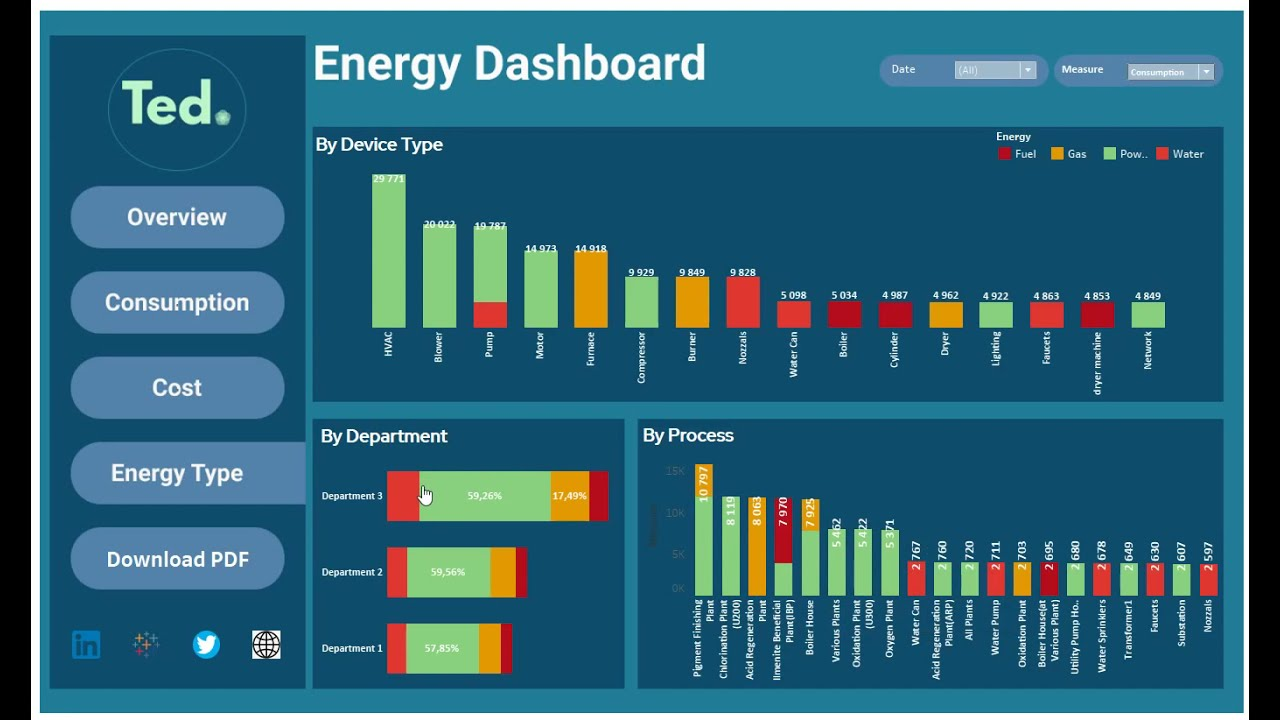 Energy Dashboard
Ted.
Date
(All)
Measure
Consumption
Overview
Consumption
Cost
Energy Type
Download PDF
By Device Type
Energy
Fuel
Gas
Pow..
Water
29 771
20 022
19 787
14 973
14 918
9 929
9 849
9 828
5 098
5 034
4 987
4 962
4 922
4 863
4 853
4 849
HVAC
Blower
Pump
Motor
Furnace
Compressor
Burner
Nozzals
Water Can
Boiler
Cylinder
Dryer
Lighting
Faucets
dryer machine
Network
By Department
Department 3
59,26%
17,49%
Department 2
59,56%
Department 1
57,85%
By Process
15K
10K
5K
0K
10 797
8 119
8 063
7 970
7 925
5 462
5 422
5 371
2 767
2 760
2 720
2 711
2 703
2 695
2 680
2 678
2 649
2 630
2 607
2 597
Pigment Finishing
Plant
Chlorination Plant
(U200)
Acid Regeneration
Plant
Ilmenite Beneficial
Plant(IBP)
Boiler House
Various Plants
Oxidation Plant
(U300)
Oxygen Plant
Water Can
Acid Regeneration
Plant(ARP)
All Plants
Water Pump
Oxidation Plant
Boiler House(at
Various Plant)
Utility Pump Ho..
Water Sprinklers
Transformer1
Faucets
Substation
Nozzals
in